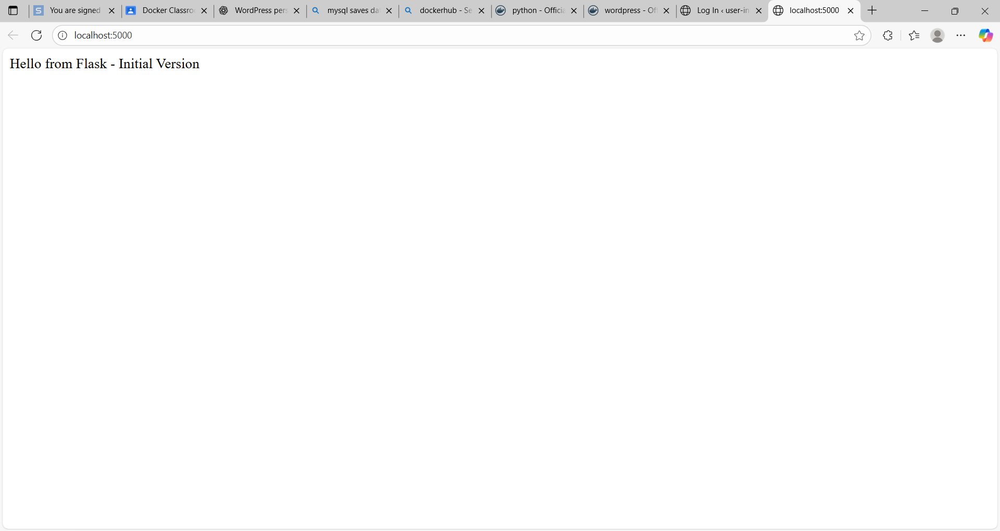 You are signed
Docker Classro
WordPress pers
mysql saves da
dockerhub - Se
python - Officia
wordpress - Of
Log In ‹ user-in
localhost:5000
localhost:5000
Hello from Flask - Initial Version